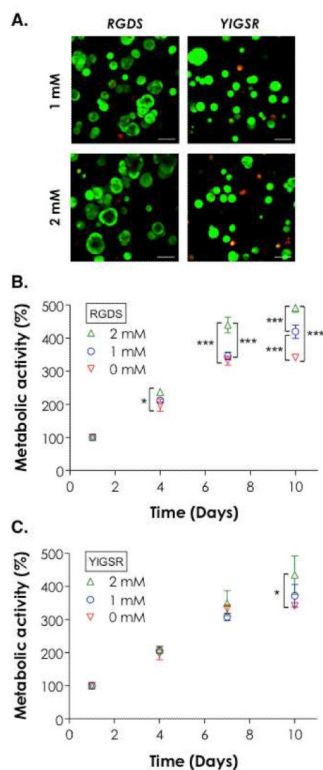 A.
RGDS YIGSR
1 mM
2 mM
B.
Metabolic activity (%)
500
400
300
200
100
0
RGDS
2 mM
1 mM
0 mM
*
*** ***
***
***
***
0 2 4 6 8 10
Time (Days)
C.
Metabolic activity (%)
500
400
300
200
100
0
YIGSR
2 mM
1 mM
0 mM
*
0 2 4 6 8 10
Time (Days)